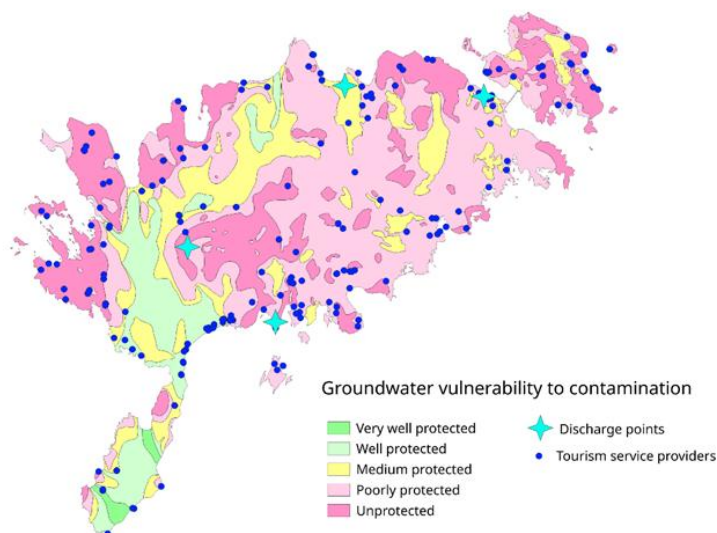 Groundwater vulnerability to contamination
Very well protected
Well protected
Medium protected
Poorly protected
Unprotected
Discharge points
Tourism service providers